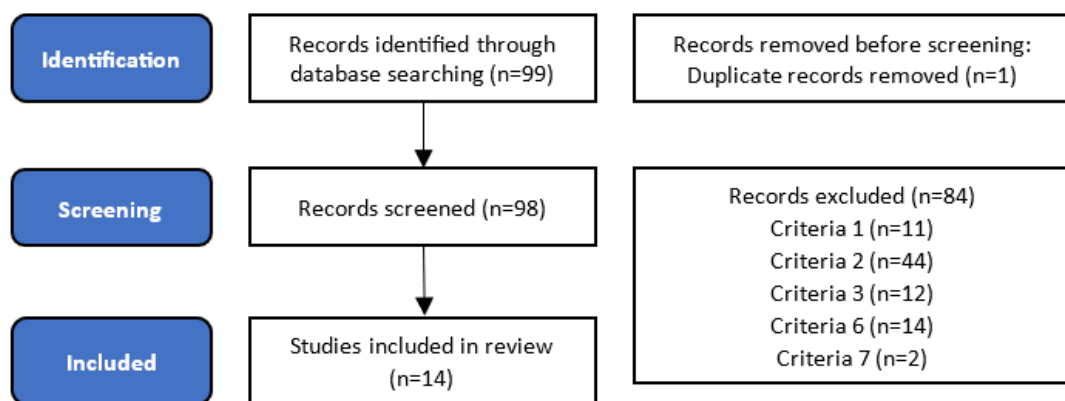 Identification
Records identified through
database searching (n=99)
Records removed before screening:
Duplicate records removed (n=1)
Screening
Records screened (n=98)
Records excluded (n=84)
Criteria 1 (n=11)
Criteria 2 (n=44)
Criteria 3 (n=12)
Criteria 6 (n=14)
Criteria 7 (n=2)
Included
Studies included in review
(n=14)